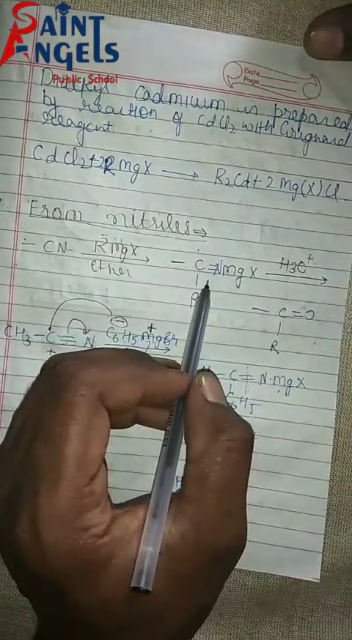 SAINT
ANGELS
Public School
Date
Page
Dialkyl Cadmium is prepared
by reaction of CdCl2 with Grignard
reagent
CdCl2+2RMgX → R2Cd+2Mg(X)Cl
From nitriles⇒
- CN RMgX ether → - C=NMgX H3O+ →
R
- C=O
R
CH3-C≡N C6H5MgBr
C=N-MgX
C6H5